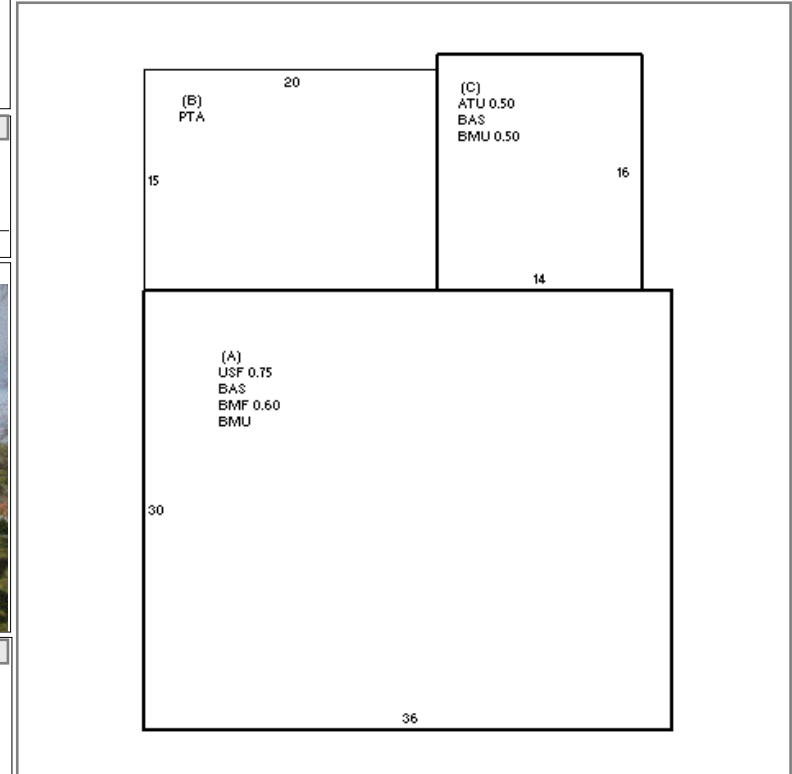 20
(B)
PTA
15
(C)
ATU 0.50
BAS
BMU 0.50
16
14
(A)
USF 0.75
BAS
BMF 0.60
BMU
30
36